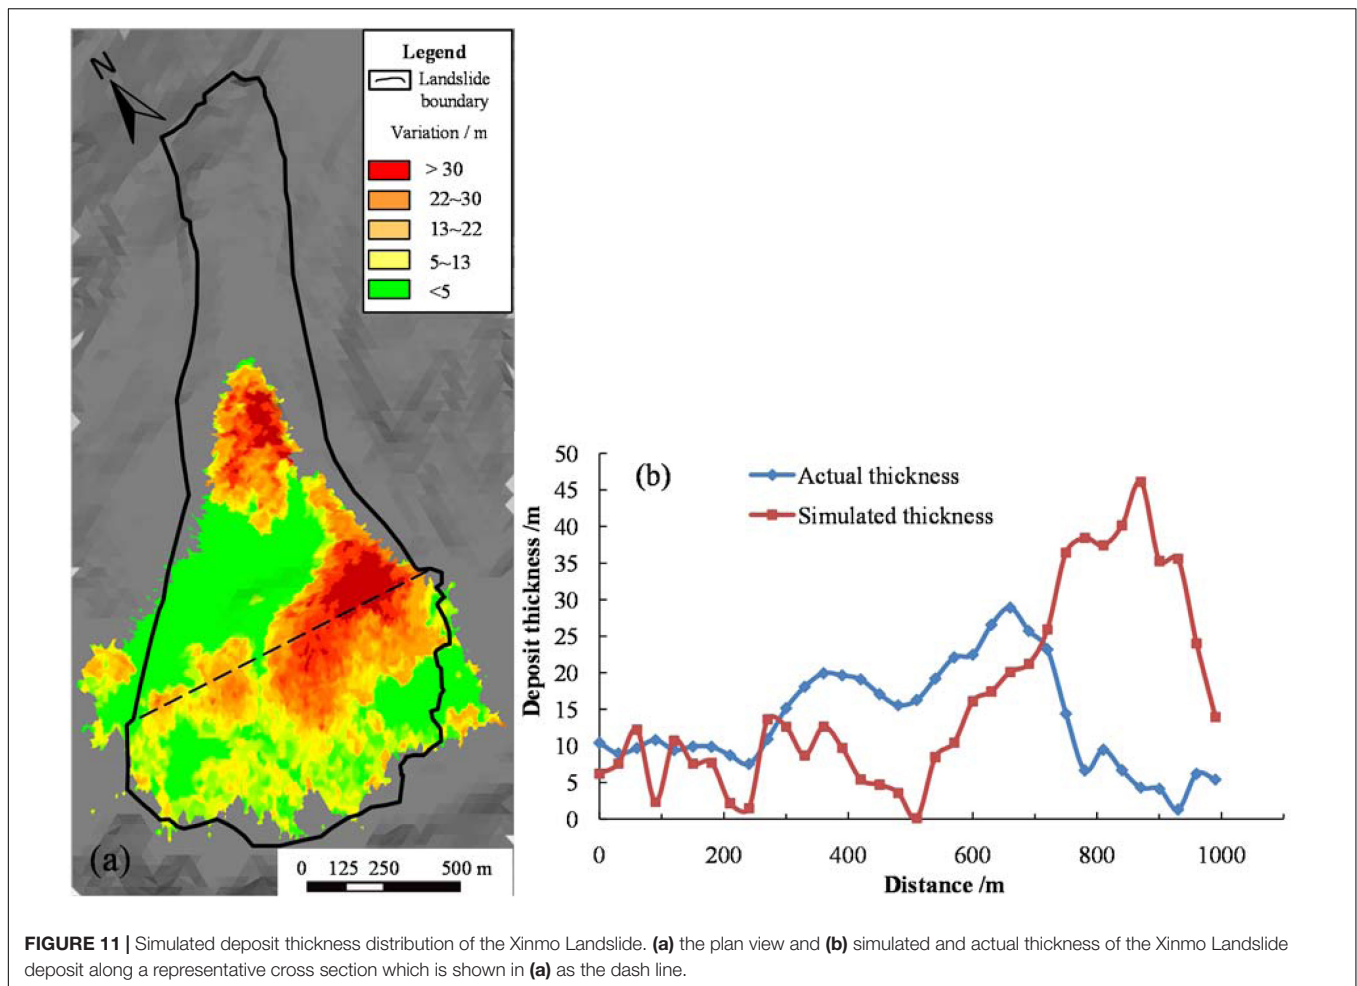 N
Legend
Landslide
boundary
Variation / m
> 30
22~30
13~22
5~13
<5
(a)
0 125 250 500 m
(b)
Actual thickness
Simulated thickness
Deposit thickness /m
50
45
40
35
30
25
20
15
10
5
0
0 200 400 600 800 1000
Distance /m
FIGURE 11 | Simulated deposit thickness distribution of the Xinmo Landslide. (a) the plan view and (b) simulated and actual thickness of the Xinmo Landslide
deposit along a representative cross section which is shown in (a) as the dash line.